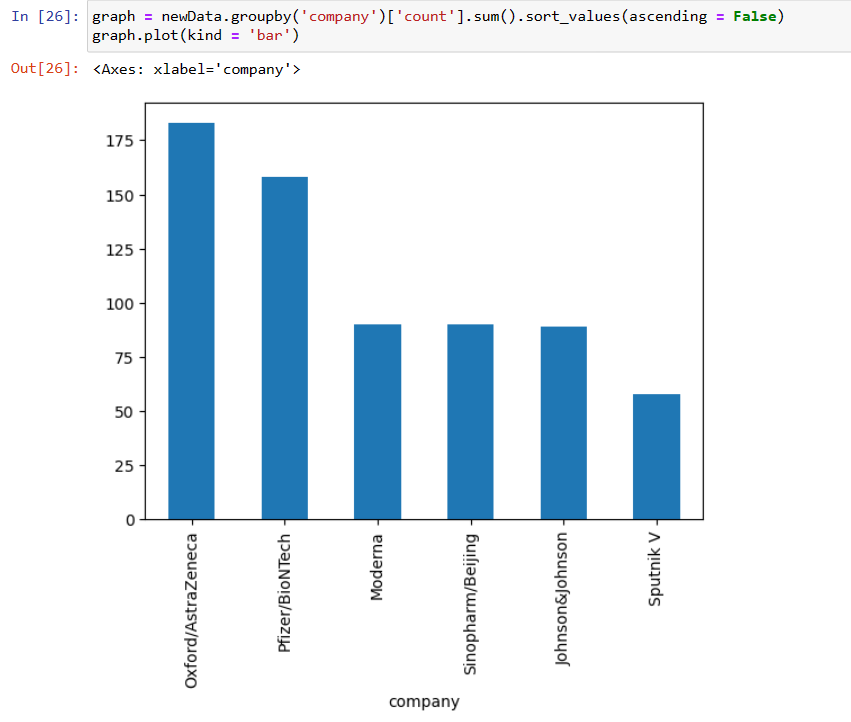 In [26]: graph = newData.groupby('company')['count'].sum().sort_values(ascending = False)
graph.plot(kind = 'bar')
Out[26]: <Axes: xlabel='company'>
175
150
125
100
75
50
25
0
Oxford/AstraZeneca
Pfizer/BioNTech
Moderna
Sinopharm/Beijing
Johnson&Johnson
Sputnik V
company